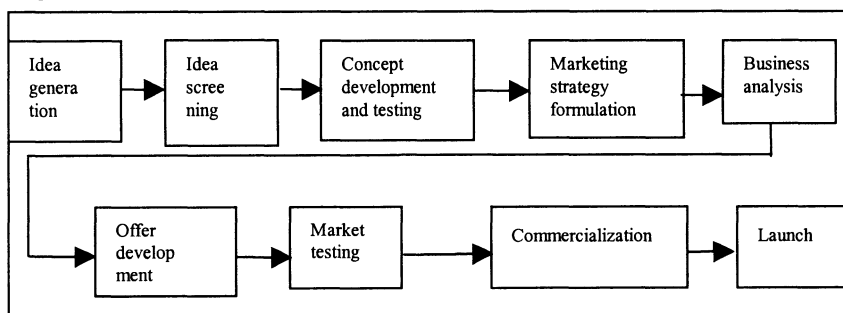 Idea
genera
tion
Idea
scree
ning
Concept
development
and testing
Marketing
strategy
formulation
Business
analysis
Offer
develop
ment
Market
testing
Commercialization
Launch